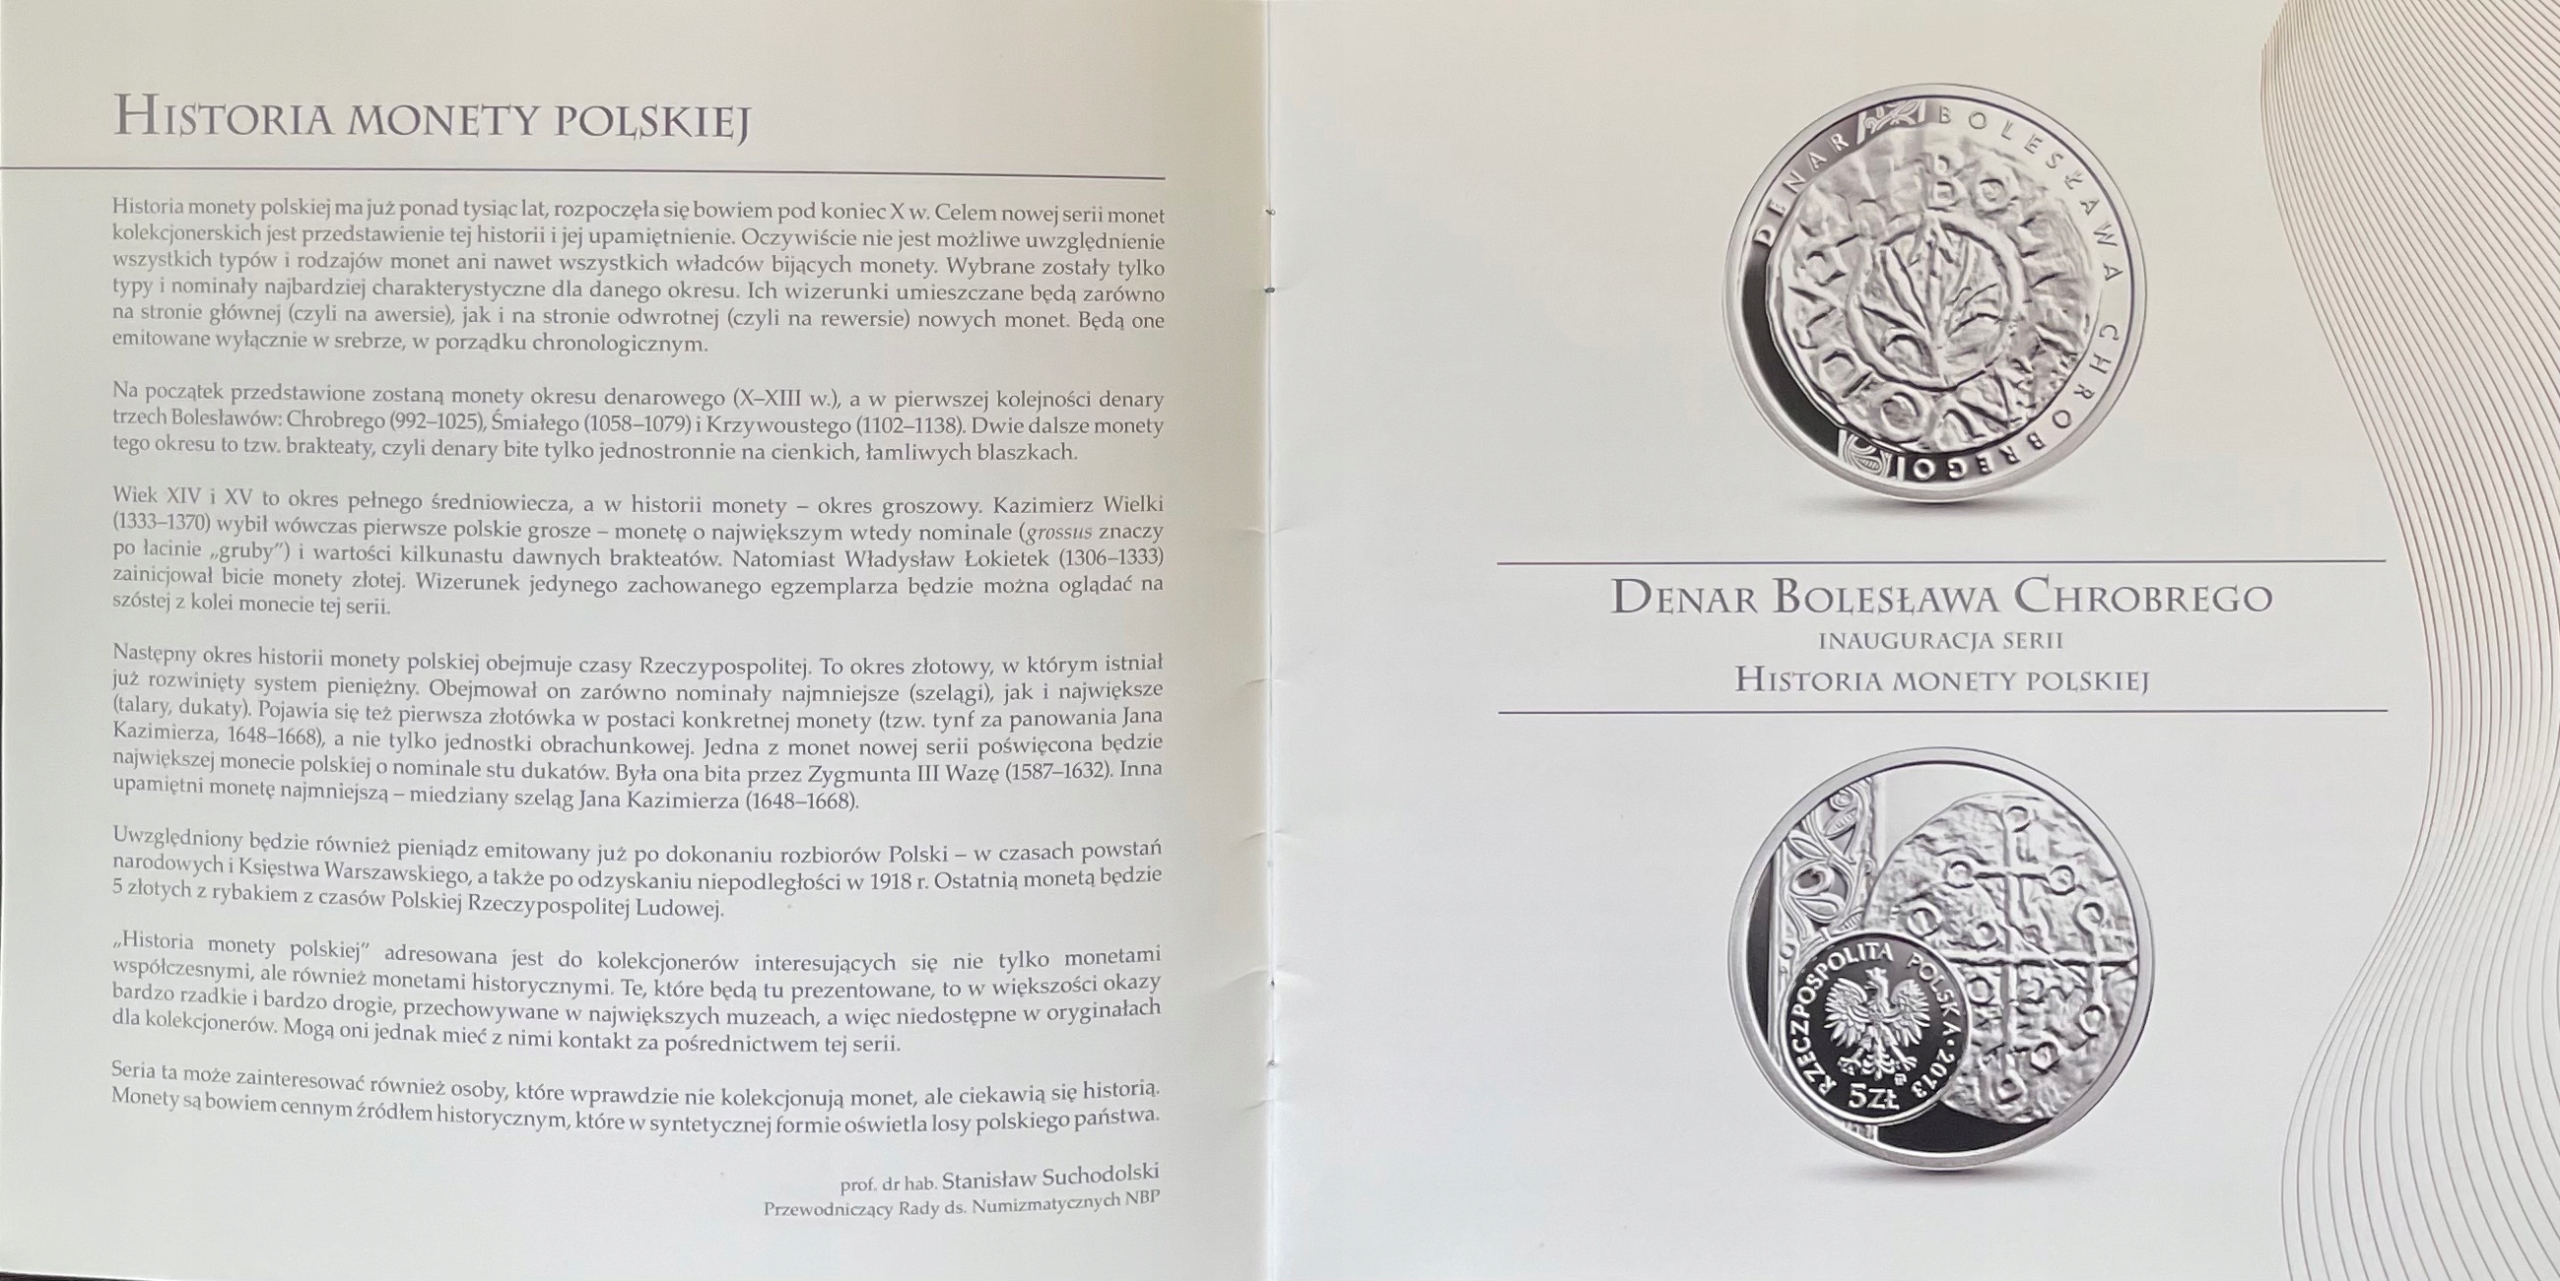 Historia monety polskiej
Historia monety polskiej ma już ponad tysiąc lat, rozpoczęła się bowiem pod koniec X w. Celem nowej serii monet
kolekcjonerskich jest przedstawienie tej historii i jej upamiętnienie. Oczywiście nie jest możliwe uwzględnienie
wszystkich typów i rodzajów monet ani nawet wszystkich władców bijących monety. Wybrane zostały tylko
typy i nominały najbardziej charakterystyczne dla danego okresu. Ich wizerunki umieszczane będą zarówno
na stronie głównej (czyli na awersie), jak i na stronie odwrotnej (czyli na rewersie) nowych monet. Będą one
emitowane wyłącznie w srebrze, w porządku chronologicznym.
Na początek przedstawione zostaną monety okresu denarowego (X–XIII w.), a w pierwszej kolejności denary
trzech Bolesławów: Chrobrego (992–1025), Śmiałego (1058–1079) i Krzywoustego (1102–1138). Dwie dalsze monety
tego okresu to tzw. brakteaty, czyli denary bite tylko jednostronnie na cienkich, łamliwych blaszkach.
Wiek XIV i XV to okres pełnego średniowiecza, a w historii monety – okres groszowy. Kazimierz Wielki
(1333–1370) wybił wówczas pierwsze polskie grosze – monetę o największym wtedy nominale (grossus znaczy
po łacinie „gruby”) i wartości kilkunastu dawnych brakteatów. Natomiast Władysław Łokietek (1306–1333)
zainicjował bicie monety złotej. Wizerunek jedynego zachowanego egzemplarza będzie można oglądać na
szóstej z kolei monecie tej serii.
Następny okres historii monety polskiej obejmuje czasy Rzeczypospolitej. To okres złotowy, w którym istniał
już rozwinięty system pieniężny. Obejmował on zarówno nominały najmniejsze (szelągi), jak i największe
(talary, dukaty). Pojawia się też pierwsza złotówka w postaci konkretnej monety (tzw. tynf za panowania Jana
Kazimierza, 1648–1668), a nie tylko jednostki obrachunkowej. Jedna z monet nowej serii poświęcona będzie
największej monecie polskiej o nominale stu dukatów. Była ona bita przez Zygmunta III Wazę (1587–1632). Inna
upamiętni monetę najmniejszą – miedziany szeląg Jana Kazimierza (1648–1668).
Uwzględniony będzie również pieniądz emitowany już po dokonaniu rozbiorów Polski – w czasach powstań
narodowych i Księstwa Warszawskiego, a także po odzyskaniu niepodległości w 1918 r. Ostatnią monetą będzie
5 złotych z rybakiem z czasów Polskiej Rzeczypospolitej Ludowej.
„Historia monety polskiej” adresowana jest do kolekcjonerów interesujących się nie tylko monetami
współczesnymi, ale również monetami historycznymi. Te, które będą tu prezentowane, to w większości okazy
bardzo rzadkie i bardzo drogie, przechowywane w największych muzeach, a więc niedostępne w oryginałach
dla kolekcjonerów. Mogą oni jednak mieć z nimi kontakt za pośrednictwem tej serii.
Seria ta może zainteresować również osoby, które wprawdzie nie kolekcjonują monet, ale ciekawią się historią.
Monety są bowiem cennym źródłem historycznym, które w syntetycznej formie oświetla losy polskiego państwa.
prof. dr hab. Stanisław Suchodolski
Przewodniczący Rady ds. Numizmatycznych NBP
DENAR BOLESŁAWA CHROBREGO
Denar Bolesława Chrobrego
inauguracja serii
Historia monety polskiej
RZECZPOSPOLITA POLSKA · 2013
5 ZŁ